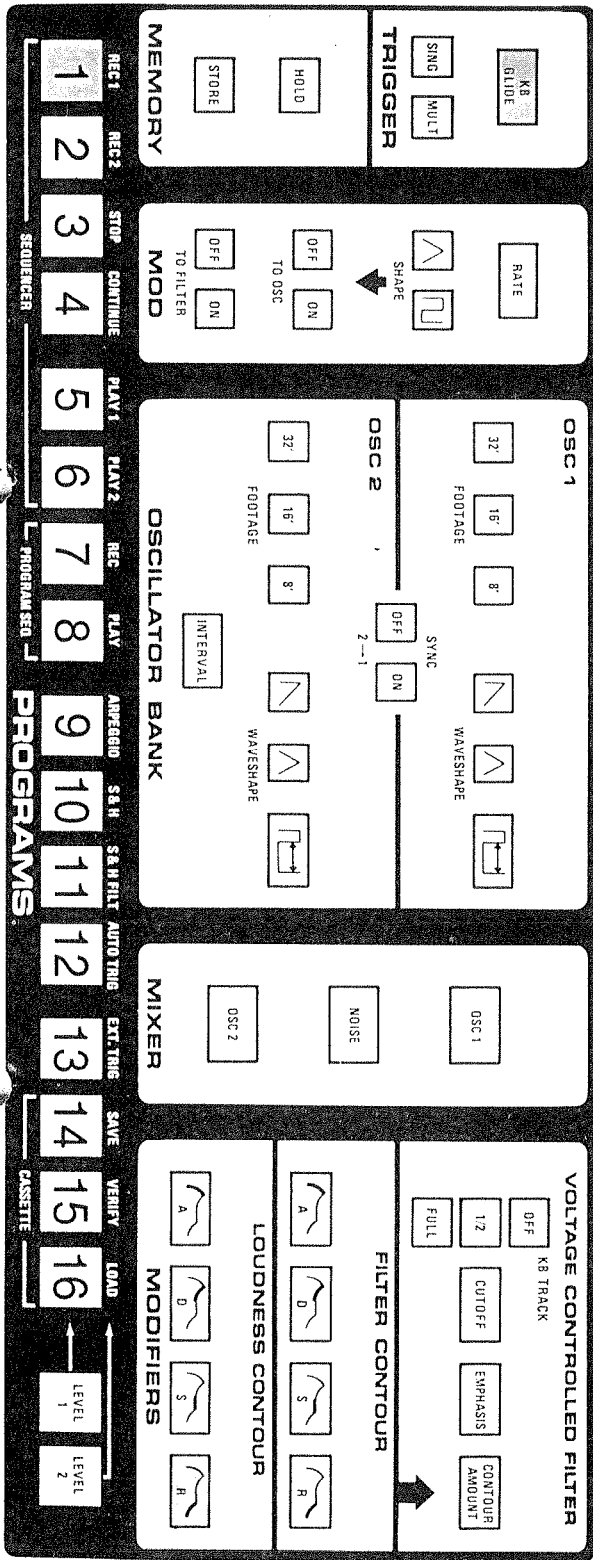 KB
GLIDE
SING
MULT
TRIGGER
HOLD
STORE
MEMORY
RATE
SHAPE
OFF
ON
TO OSC
OFF
ON
TO FILTER
MOD
OSC 1
32'
16'
8'
FOOTAGE
WAVESHAPE
SYNC
OFF
ON
2→1
OSC 2
32'
16'
8'
FOOTAGE
WAVESHAPE
INTERVAL
OSCILLATOR BANK
OSC 1
NOISE
OSC 2
MIXER
VOLTAGE CONTROLLED FILTER
KB TRACK
OFF
1/2
FULL
CUTOFF
EMPHASIS
CONTOUR
AMOUNT
FILTER CONTOUR
A
D
S
R
LOUDNESS CONTOUR
A
D
S
R
MODIFIERS
REC-1
REC-2
STOP
CONTINUE
PLAY 1
PLAY 2
REC
PLAY
ARPEGGIO
S & H
S & H FILT
AUTO TRIG
EXT. TRIG
SAVE
VERIFY
LOAD
1
2
3
4
5
6
7
8
9
10
11
12
13
14
15
16
LEVEL
1
LEVEL
2
SEQUENCER
PROGRAM SEQ
PROGRAMS
CASSETTE